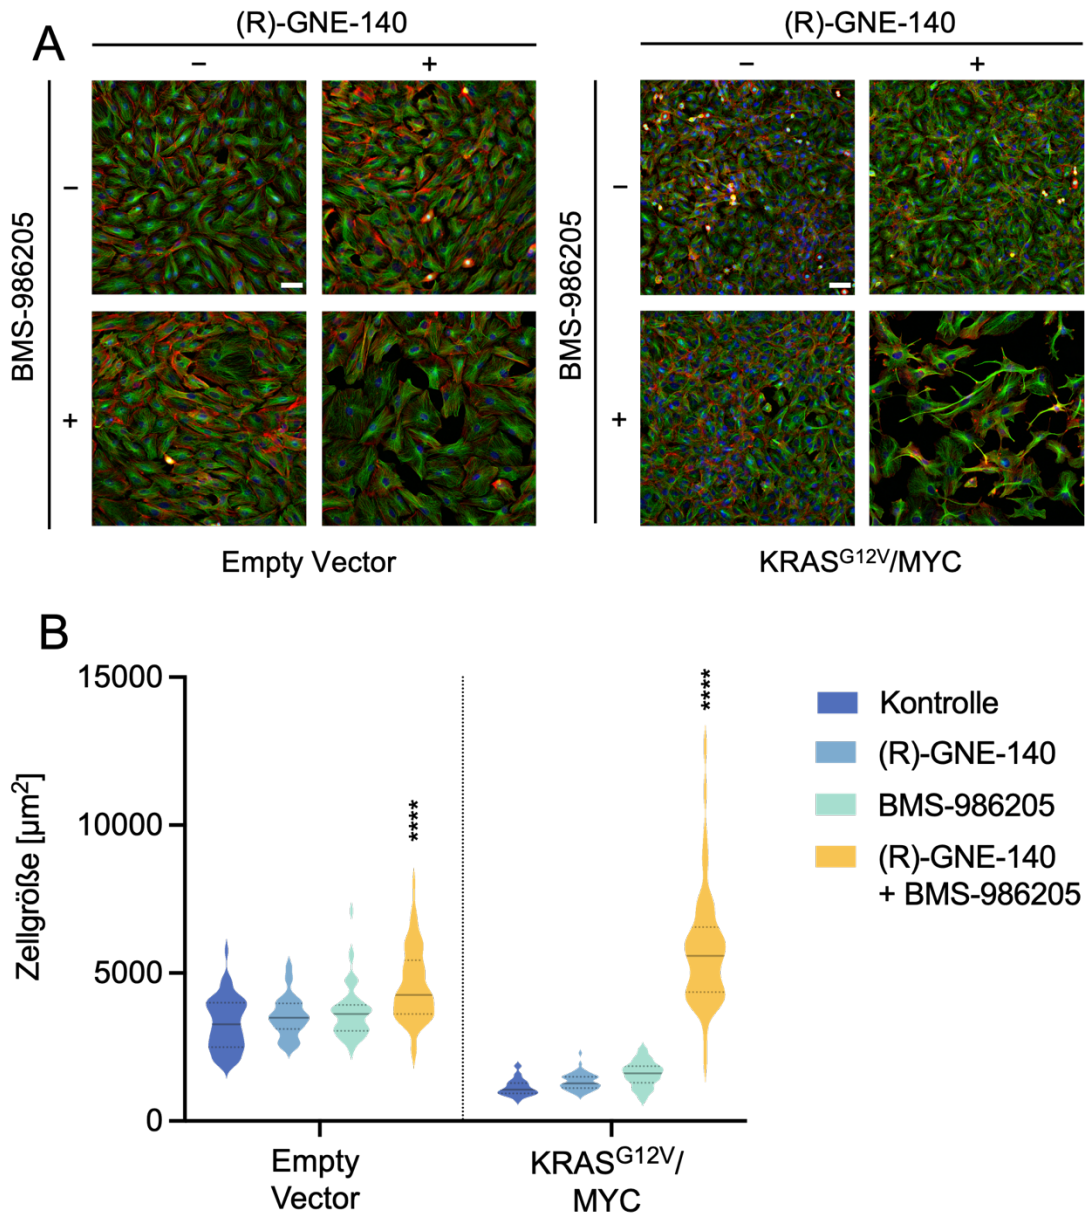 A
(R)-GNE-140
− +
BMS-986205
−
+
Empty Vector
(R)-GNE-140
− +
BMS-986205
−
+
KRASG12V/MYC
B
Zellgröße [µm2]
15000
10000
5000
0
****
****
Empty
Vector
KRASG12V/
MYC
Kontrolle
(R)-GNE-140
BMS-986205
(R)-GNE-140
+ BMS-986205